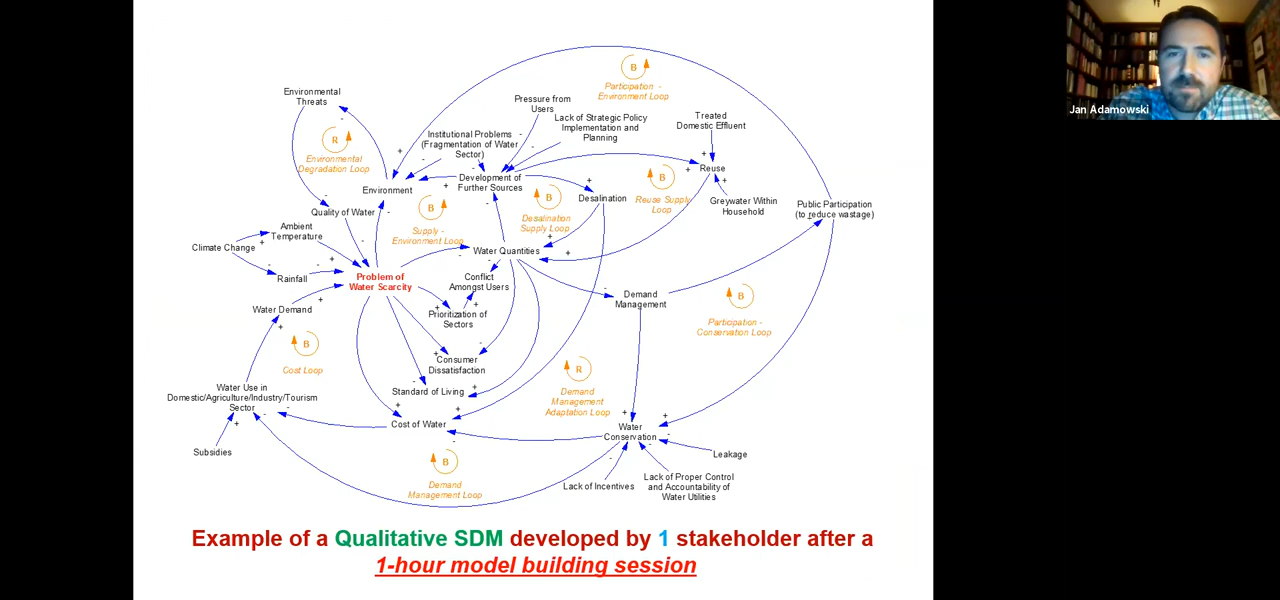 Jan Adamowski
B
Participation -
Environment Loop
Environmental
Threats
Pressure from
Users
Lack of Strategic Policy
Implementation and
Planning
Treated
Domestic Effluent
R
Environmental
Degradation Loop
Institutional Problems
(Fragmentation of Water
Sector)
Reuse
Environment
Development of
Further Sources
B
Reuse Supply
Loop
Desalination
B
Desalination
Supply Loop
Greywater Within
Household
Public Participation
(to reduce wastage)
Quality of Water
B
Supply -
Environment Loop
Ambient
Temperature
Climate Change
Water Quantities
Rainfall
Problem of
Water Scarcity
Conflict
Amongst Users
Demand
Management
B
Participation -
Conservation Loop
Water Demand
Prioritization of
Sectors
B
Cost Loop
Consumer
Dissatisfaction
R
Demand
Management
Adaptation Loop
Standard of Living
Water Use in
Domestic/Agriculture/Industry/Tourism
Sector
Cost of Water
Water
Conservation
Subsidies
Leakage
B
Demand
Management Loop
Lack of Incentives
Lack of Proper Control
and Accountability of
Water Utilities
Example of a Qualitative SDM developed by 1 stakeholder after a
1-hour model building session